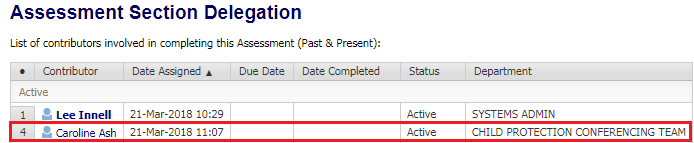 Assessment Section Delegation
List of contributors involved in completing this Assessment (Past & Present):
● Contributor Date Assigned ▲ Due Date Date Completed Status Department
Active
1 Lee Innell 21-Mar-2018 10:29 Active SYSTEMS ADMIN
4 Caroline Ash 21-Mar-2018 11:07 Active CHILD PROTECTION CONFERENCING TEAM